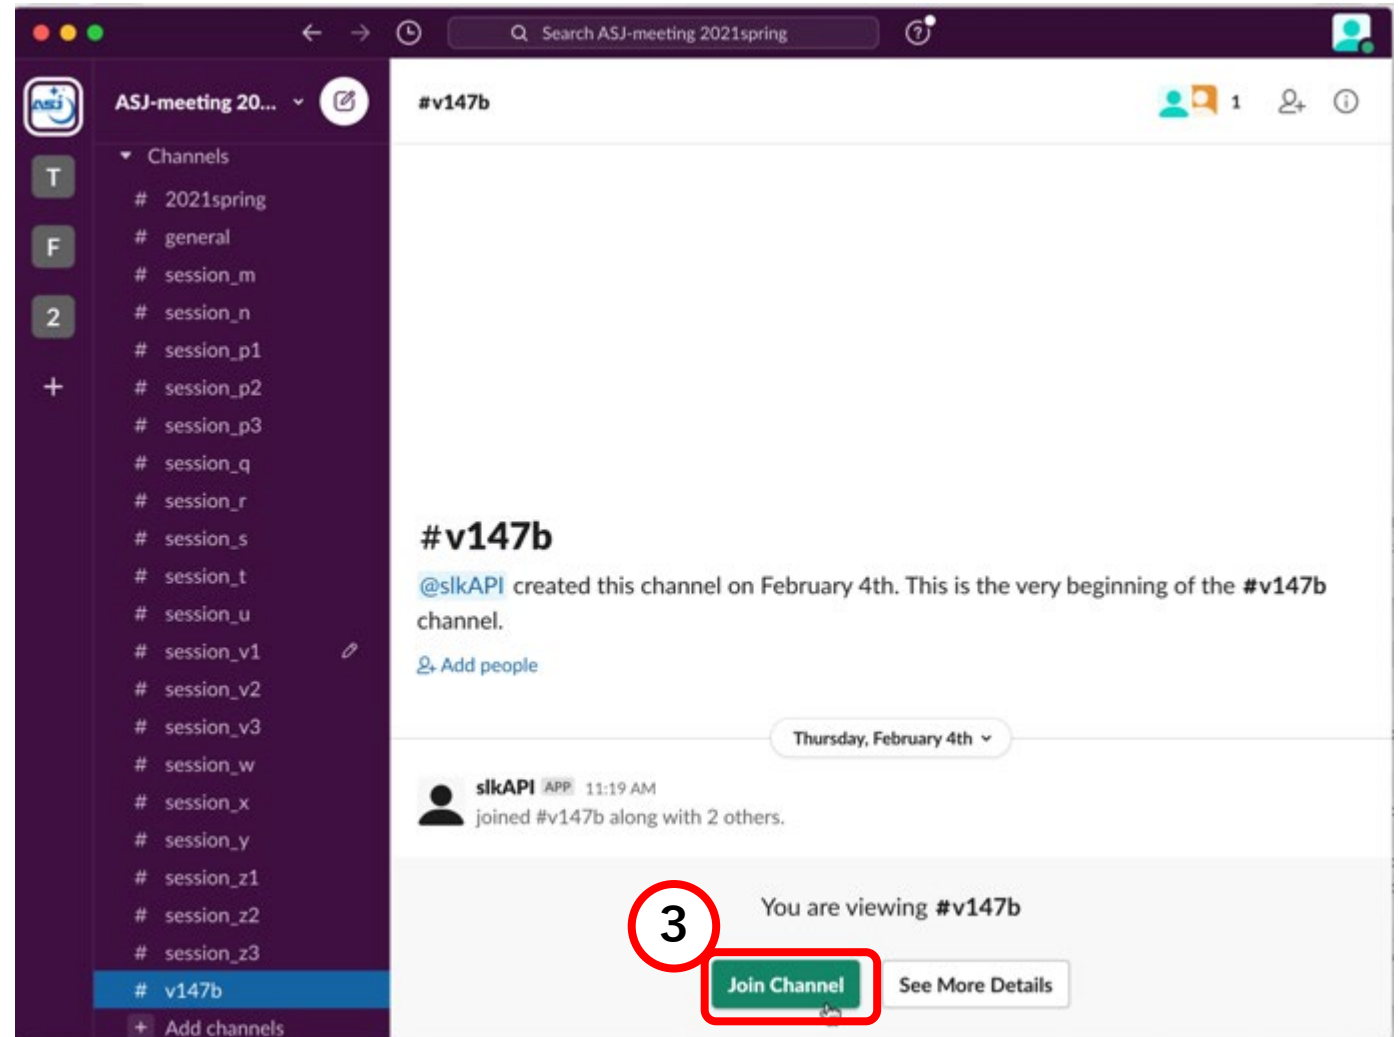 Search ASJ-meeting 2021spring
ASJ
ASJ-meeting 20...
T
F
2
+
Channels
# 2021spring
# general
# session_m
# session_n
# session_p1
# session_p2
# session_p3
# session_q
# session_r
# session_s
# session_t
# session_u
# session_v1
# session_v2
# session_v3
# session_w
# session_x
# session_y
# session_z1
# session_z2
# session_z3
# v147b
+ Add channels
#v147b
1
#v147b
@slkAPI created this channel on February 4th. This is the very beginning of the #v147b
channel.
Add people
Thursday, February 4th
slkAPI APP 11:19 AM
joined #v147b along with 2 others.
You are viewing #v147b
3
Join Channel
See More Details